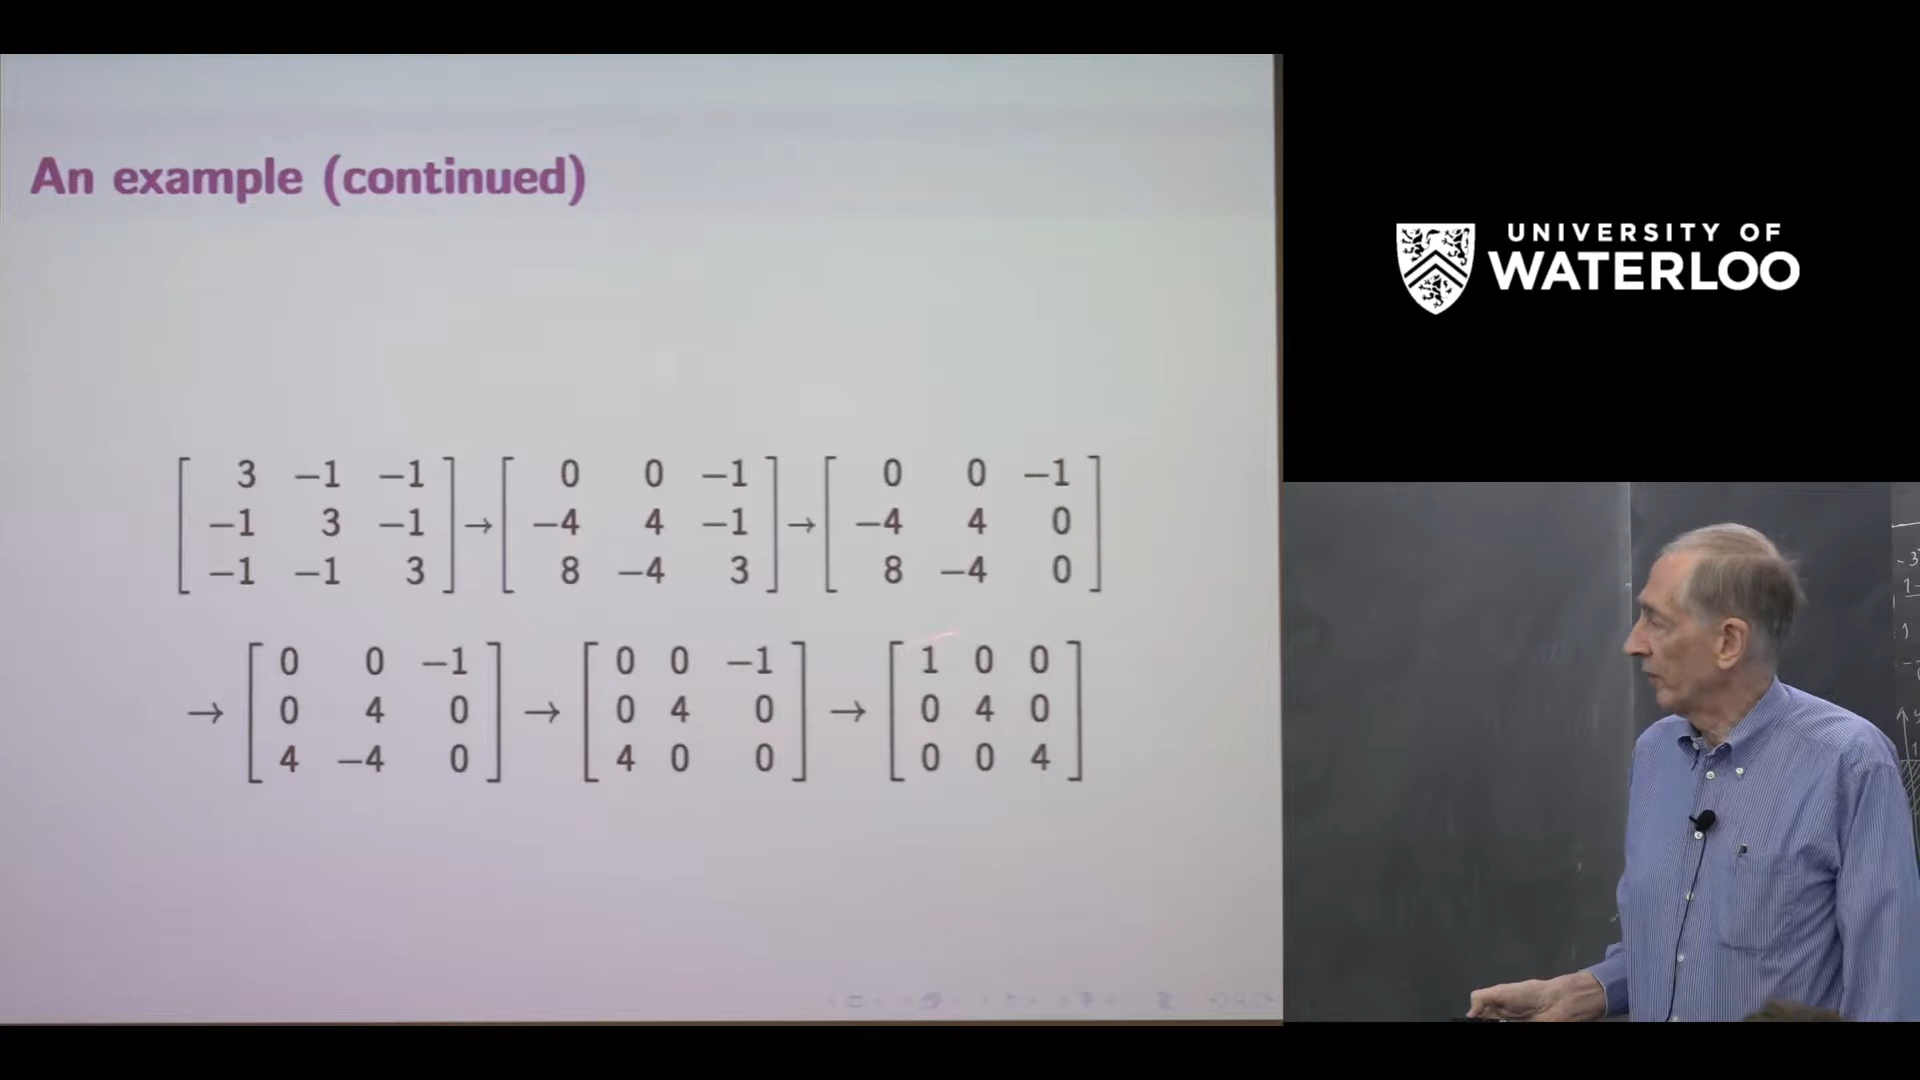 An example (continued)
[ 3 −1 −1 ] [ 0 0 −1 ] [ 0 0 −1 ]
[ −1 3 −1 ] → [ −4 4 −1 ] → [ −4 4 0 ]
[ −1 −1 3 ] [ 8 −4 3 ] [ 8 −4 0 ]
[ 0 0 −1 ] [ 0 0 −1 ] [ 1 0 0 ]
→ [ 0 4 0 ] → [ 0 4 0 ] → [ 0 4 0 ]
[ 4 −4 0 ] [ 4 0 0 ] [ 0 0 4 ]
UNIVERSITY OF
WATERLOO